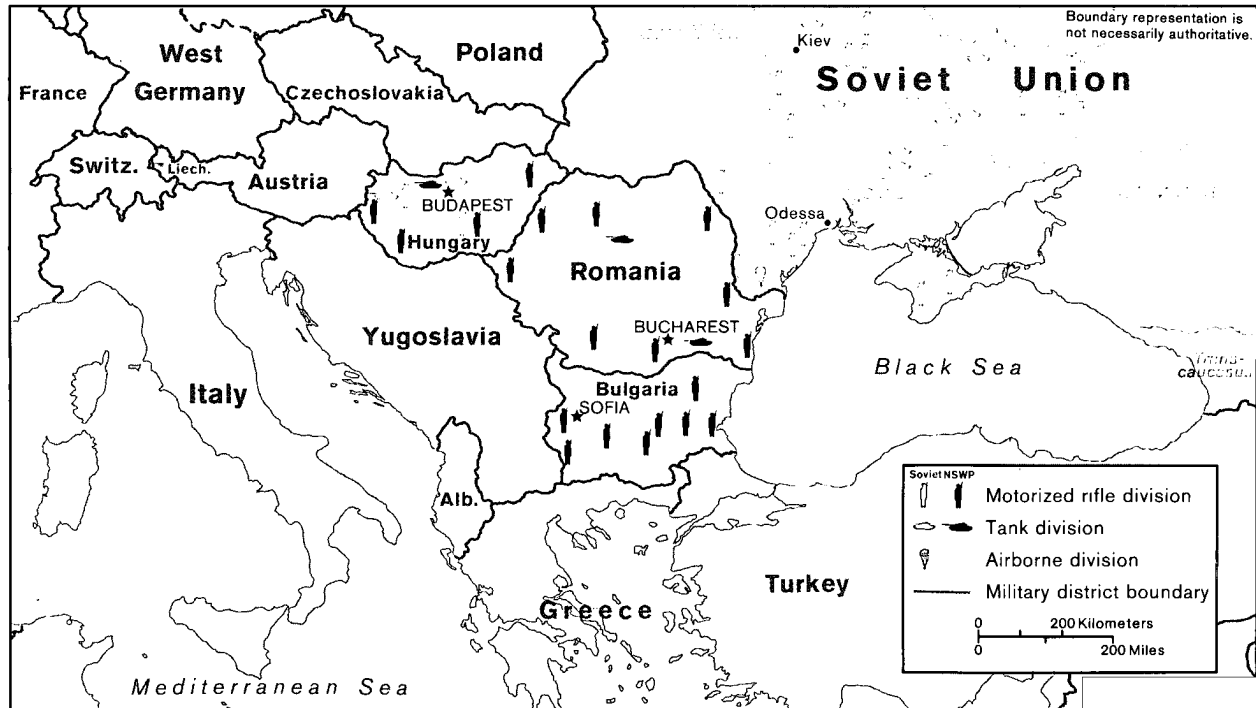 Boundary representation is
not necessarily authoritative.
Kiev
Poland
West
Germany
Soviet Union
France
Czechoslovakia
Switz.
Liech.
Austria
BUDAPEST
Hungary
Odessa
Romania
Yugoslavia
BUCHAREST
Black Sea
Italy
Bulgaria
SOFIA
Alb.
Soviet NSWP
Motorized rifle division
Tank division
Airborne division
Military district boundary
0 200 Kilometers
0 200 Miles
Turkey
Greece
Mediterranean Sea